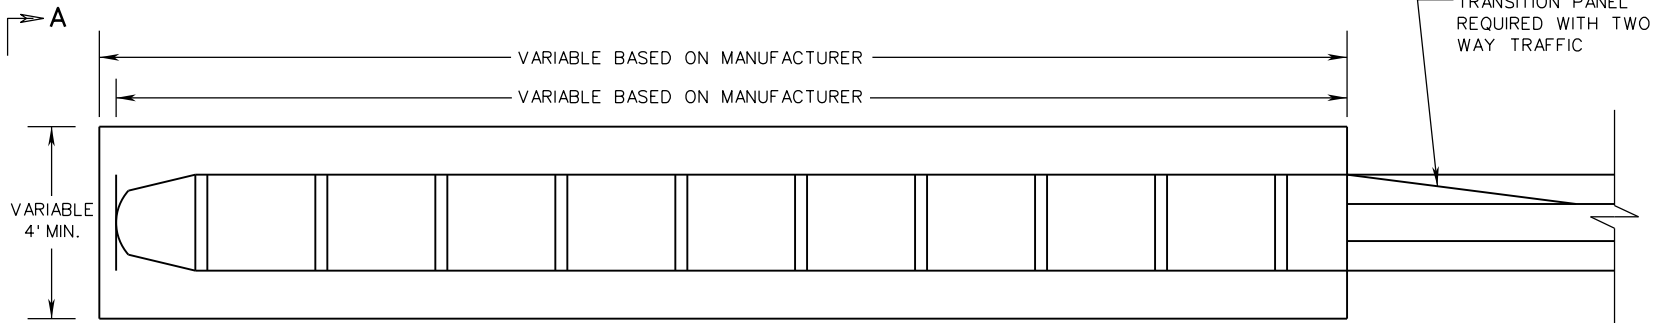 A
TRANSITION PANEL
REQUIRED WITH TWO
WAY TRAFFIC
VARIABLE BASED ON MANUFACTURER
VARIABLE BASED ON MANUFACTURER
VARIABLE
4' MIN.